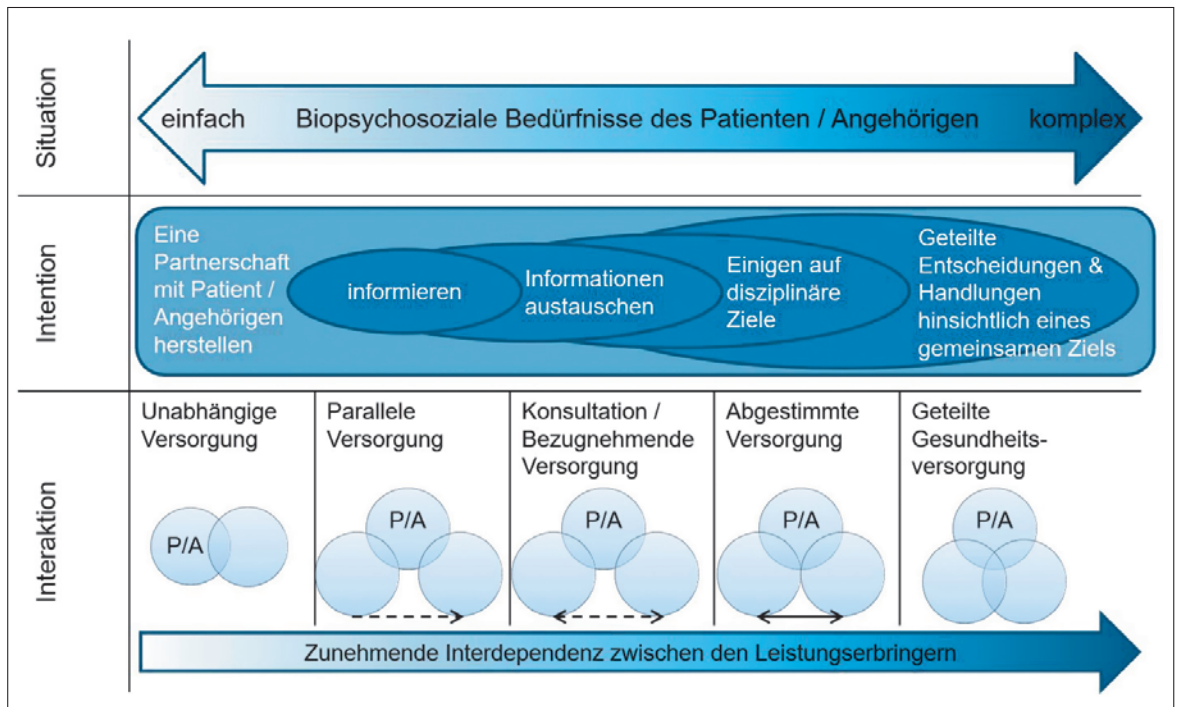 Situation
einfach
Biopsychosoziale Bedürfnisse des Patienten / Angehörigen
komplex
Intention
Eine
Partnerschaft
mit Patient /
Angehörigen
herstellen
informieren
Informationen
austauschen
Einigen auf
disziplinäre
Ziele
Geteilte
Entscheidungen &
Handlungen
hinsichtlich eines
gemeinsamen Ziels
Interaktion
Unabhängige
Versorgung
P/A
Parallele
Versorgung
P/A
Konsultation /
Bezugnehmende
Versorgung
P/A
Abgestimmte
Versorgung
P/A
Geteilte
Gesundheits-
versorgung
P/A
Zunehmende Interdependenz zwischen den Leistungserbringern